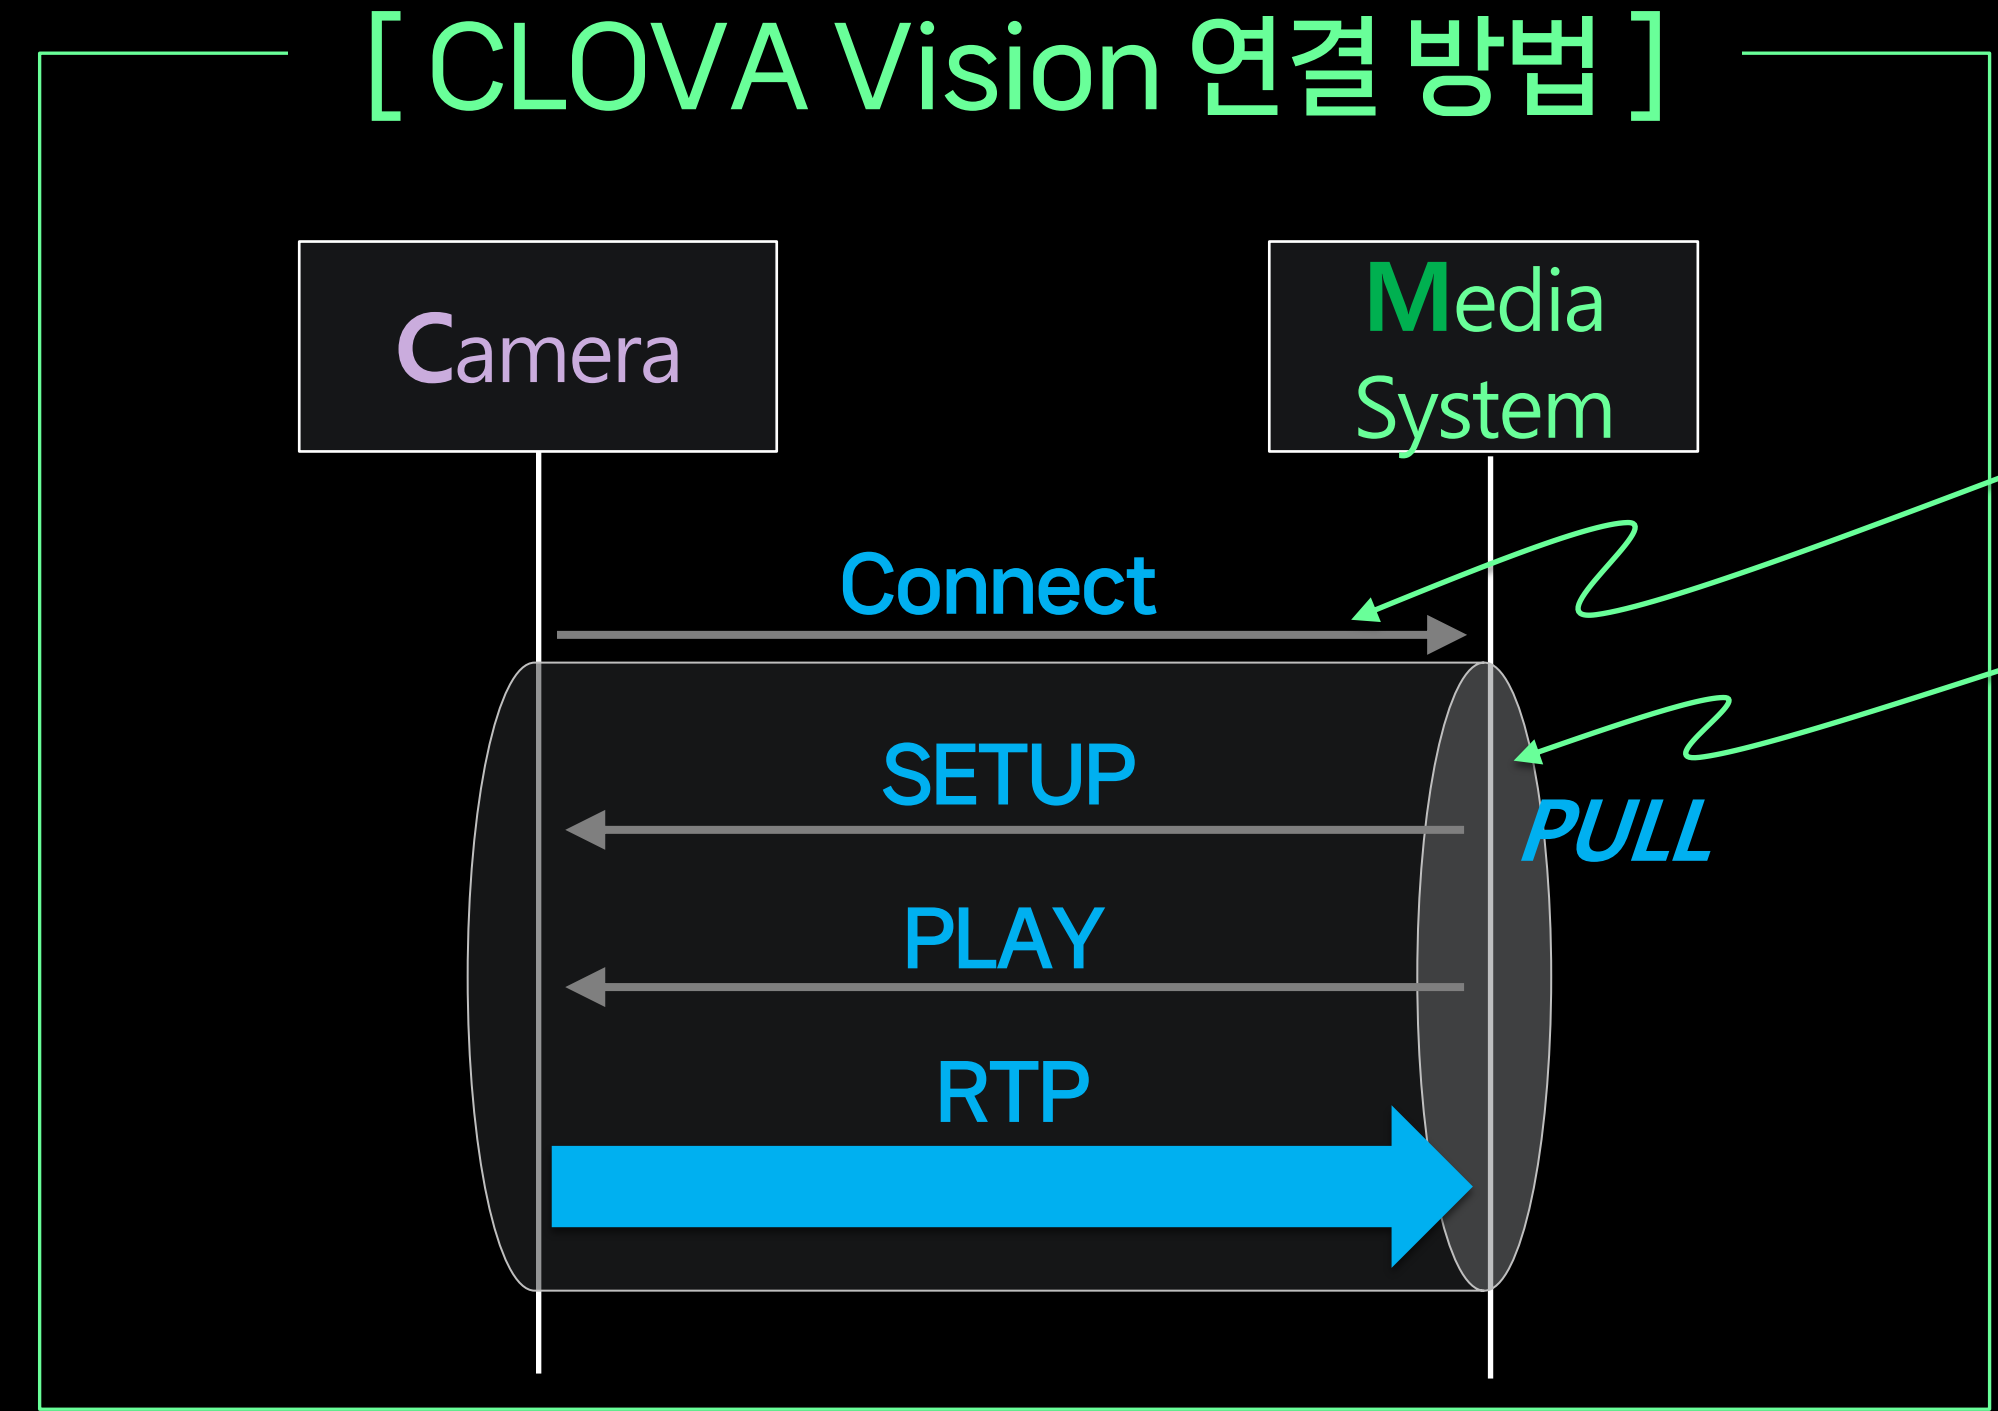 [ CLOVA Vision 연결 방법 ]
Camera
Media
System
Connect
SETUP
PULL
PLAY
RTP